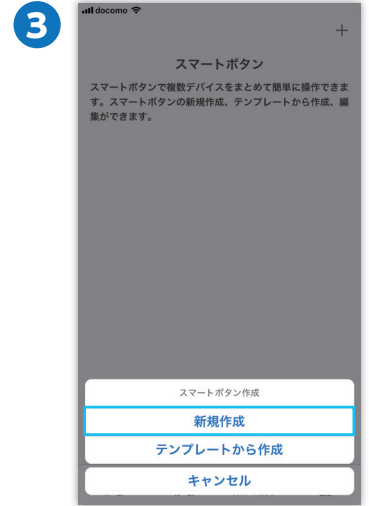 3
docomo
+
スマートボタン
スマートボタンで複数デバイスをまとめて簡単に操作できま
す。スマートボタンの新規作成、テンプレートから作成、編
集ができます。
スマートボタン作成
新規作成
テンプレートから作成
キャンセル